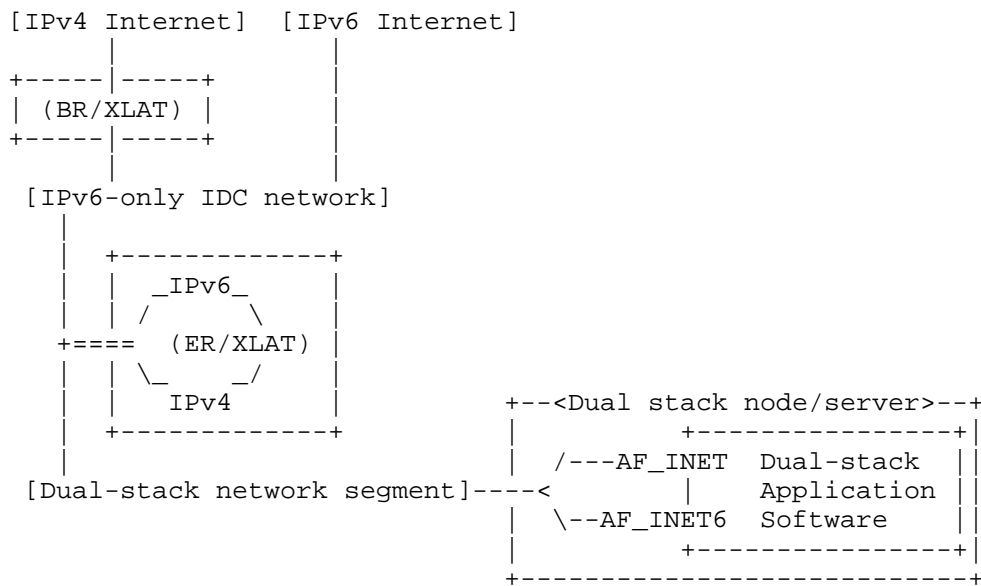 [IPv4 Internet]  [IPv6 Internet]
(BR/XLAT)
[IPv6-only IDC network]
_IPv6_
(ER/XLAT)
IPv4
<Dual stack node/server>
AF_INET  Dual-stack
[Dual-stack network segment]  Application
AF_INET6  Software